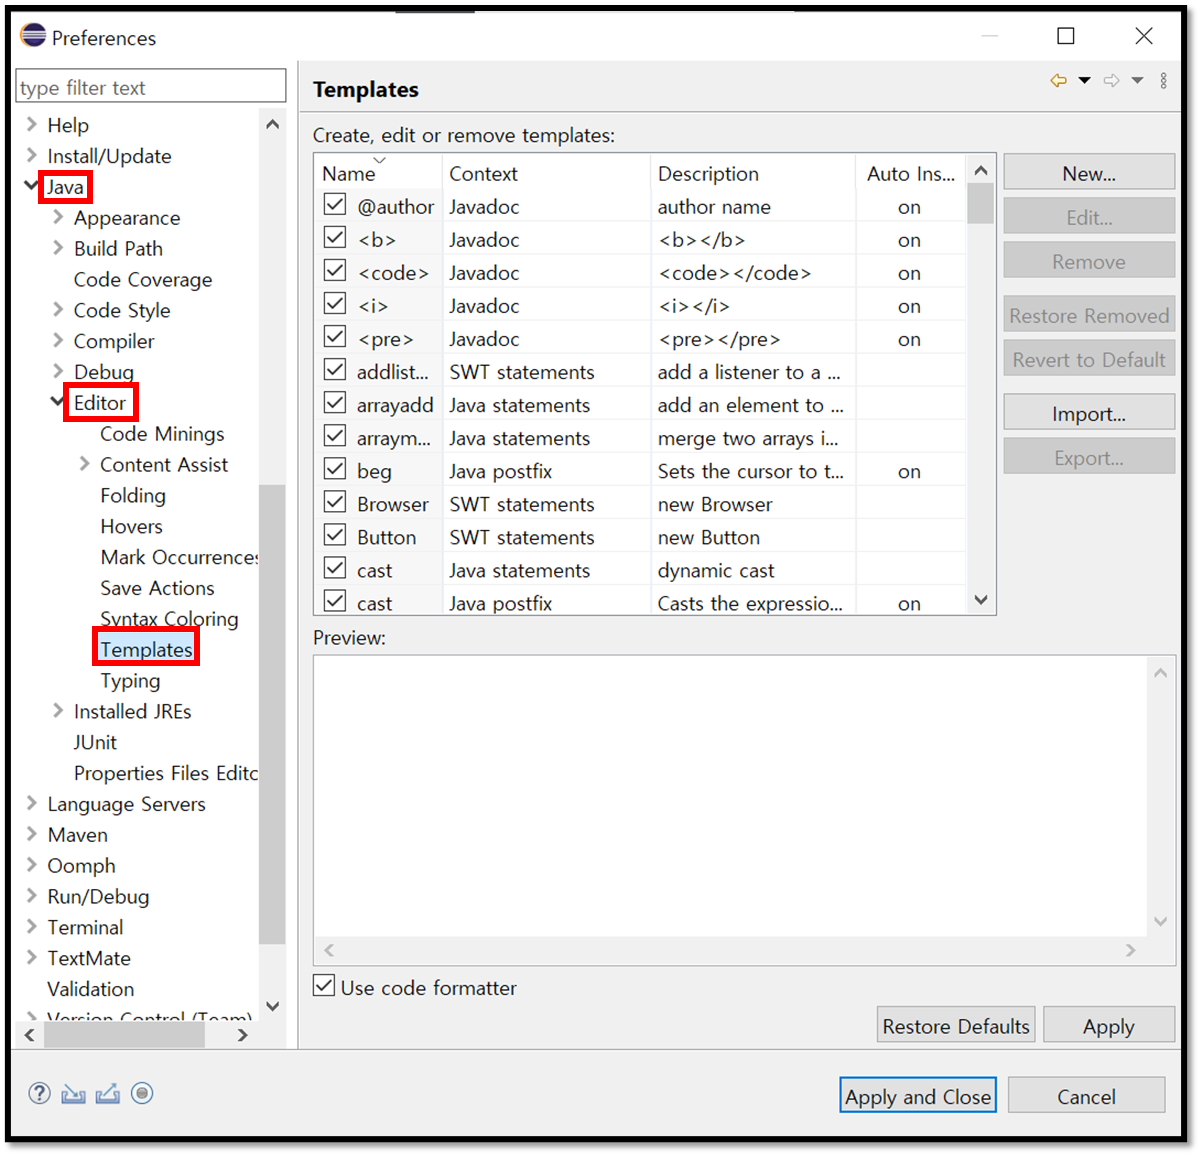 Preferences
type filter text
Help
Install/Update
Java
Appearance
Build Path
Code Coverage
Code Style
Compiler
Debug
Editor
Code Minings
Content Assist
Folding
Hovers
Mark Occurrences
Save Actions
Syntax Coloring
Templates
Typing
Installed JREs
JUnit
Properties Files Edito
Language Servers
Maven
Oomph
Run/Debug
Terminal
TextMate
Validation
Version Control (Team)
Templates
Create, edit or remove templates:
Name Context Description Auto Ins...
@author Javadoc author name on
<b> Javadoc <b></b> on
<code> Javadoc <code></code> on
<i> Javadoc <i></i> on
<pre> Javadoc <pre></pre> on
addlist... SWT statements add a listener to a ...
arrayadd Java statements add an element to ...
arraym... Java statements merge two arrays i...
beg Java postfix Sets the cursor to t... on
Browser SWT statements new Browser
Button SWT statements new Button
cast Java statements dynamic cast
cast Java postfix Casts the expressio... on
New...
Edit...
Remove
Restore Removed
Revert to Default
Import...
Export...
Preview:
Use code formatter
Restore Defaults Apply
? Apply and Close Cancel